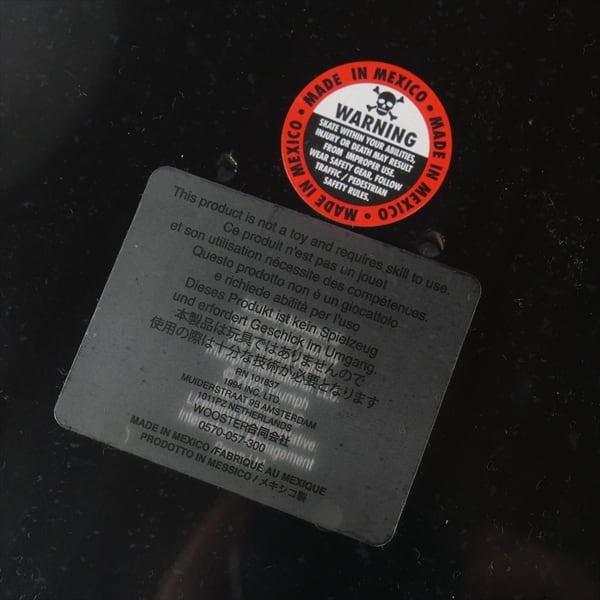 MADE IN MEXICO • MADE IN MEXICO • MADE IN MEXICO •
WARNING
SKATE WITHIN YOUR ABILITIES,
INJURY OR DEATH MAY RESULT
FROM IMPROPER USE.
WEAR SAFETY GEAR, FOLLOW
TRAFFIC / PEDESTRIAN
SAFETY RULES.
This product is not a toy and requires skill to use.
Ce produit n'est pas un jouet
et son utilisation nécessite des compétences.
Questo prodotto non è un giocattolo
e richiede abilità per l'uso
Dieses Produkt ist kein Spielzeug
und erfordert Geschick im Umgang.
本製品は玩具ではありませんので
使用の際は十分な技術が必要となります
RN 101837
1994 INC. LTD.
MUIDERSTRAAT 9B AMSTERDAM
1011PZ NETHERLANDS
WOOSTER合同会社
0570-057-300
MADE IN MEXICO /FABRIQUÉ AU MEXIQUE
PRODOTTO IN MESSICO / メキシコ製